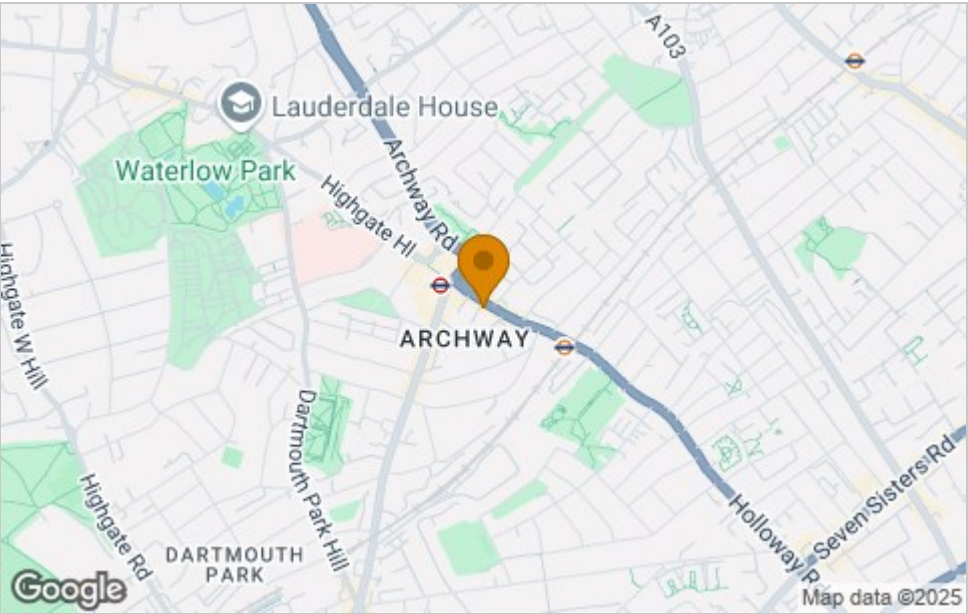 A103
Lauderdale House
Archway Rd
Waterlow Park
Highgate Hl
Highgate W Hill
ARCHWAY
Dartmouth Park Hill
Seven Sisters Rd
Highgate Rd
Holloway R
DARTMOUTH
PARK
Google
Map data ©2025